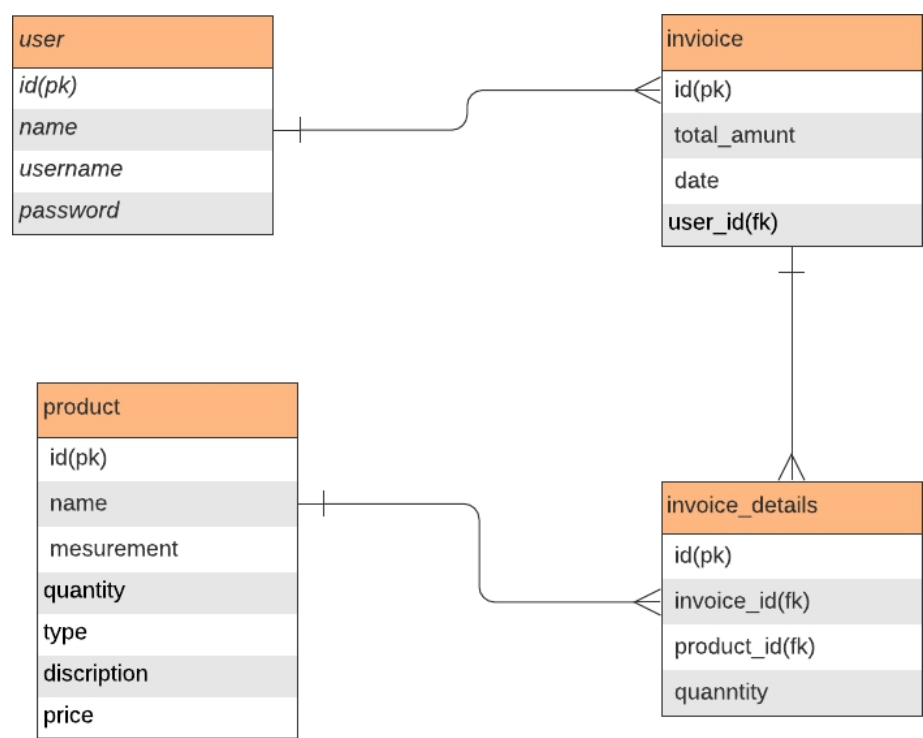 user
id(pk)
name
username
password
invioice
id(pk)
total_amunt
date
user_id(fk)
product
id(pk)
name
mesurement
quantity
type
discription
price
invoice_details
id(pk)
invoice_id(fk)
product_id(fk)
quanntity